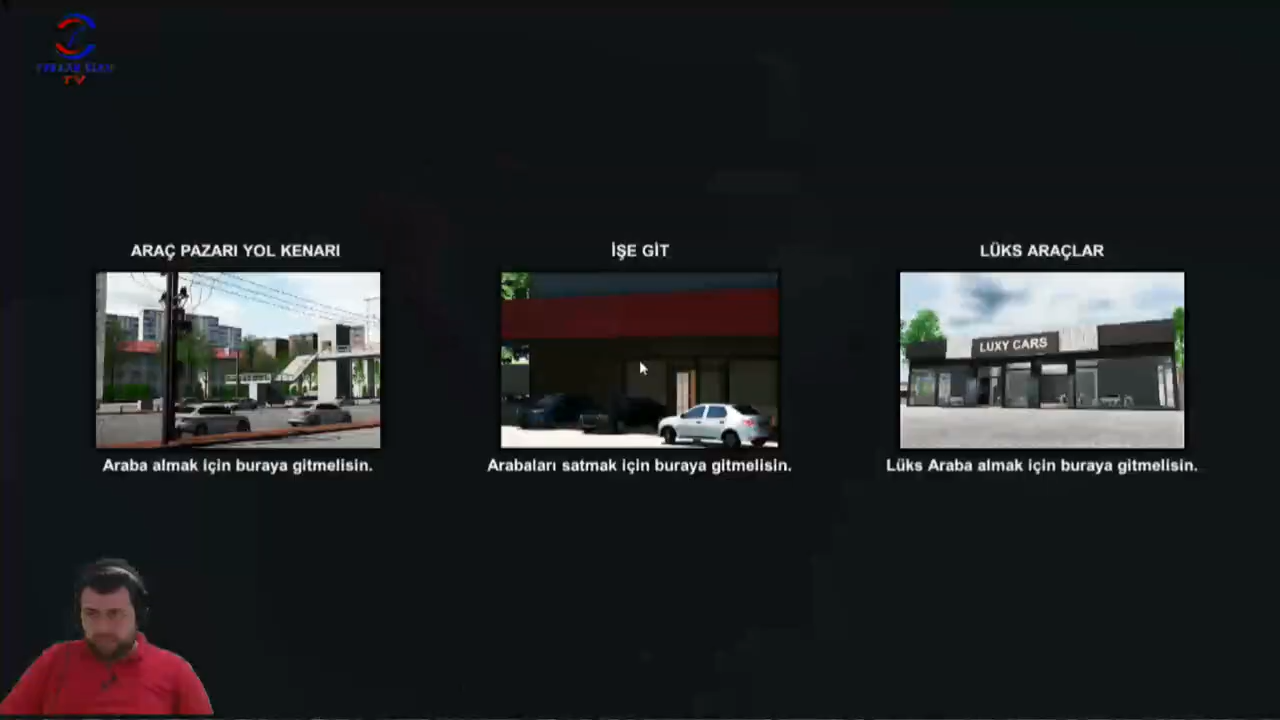 TV
ARAÇ PAZARI YOL KENARI
İŞE GİT
LÜKS ARAÇLAR
LUXY CARS
Araba almak için buraya gitmelisin.
Arabaları satmak için buraya gitmelisin.
Lüks Araba almak için buraya gitmelisin.